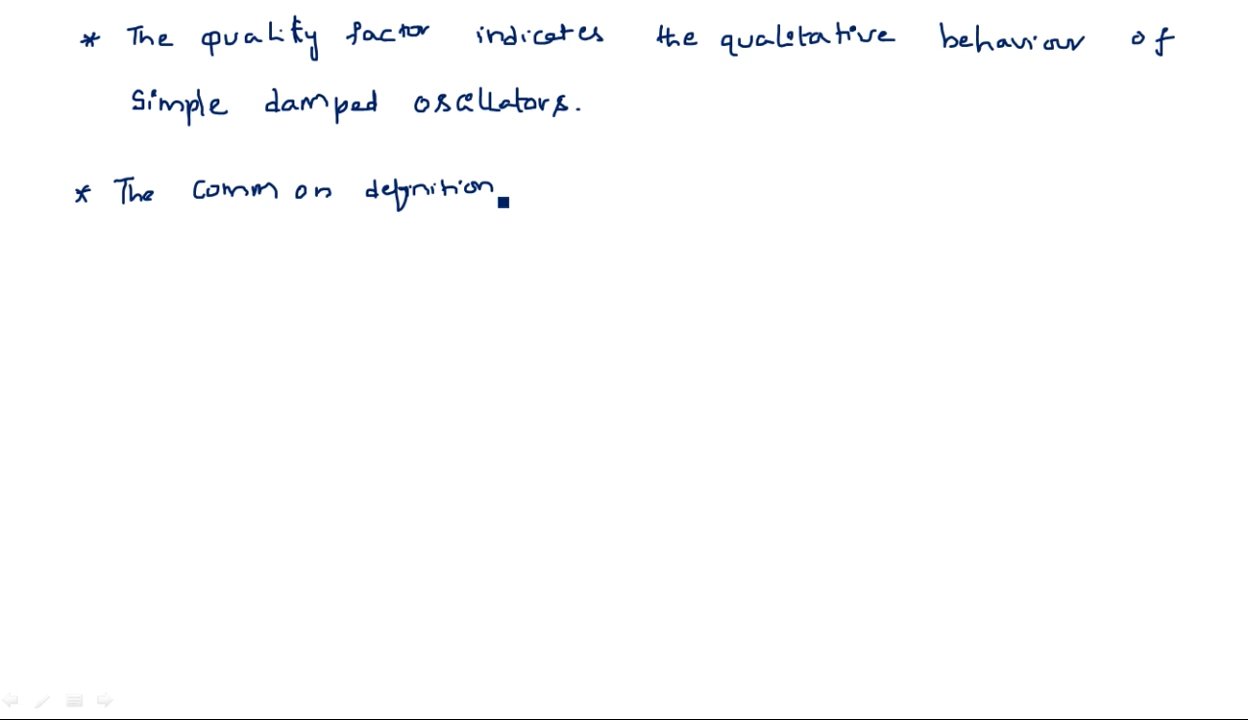 * The quality factor indicates the qualitative behaviour of
simple damped oscillators.
* The common definition